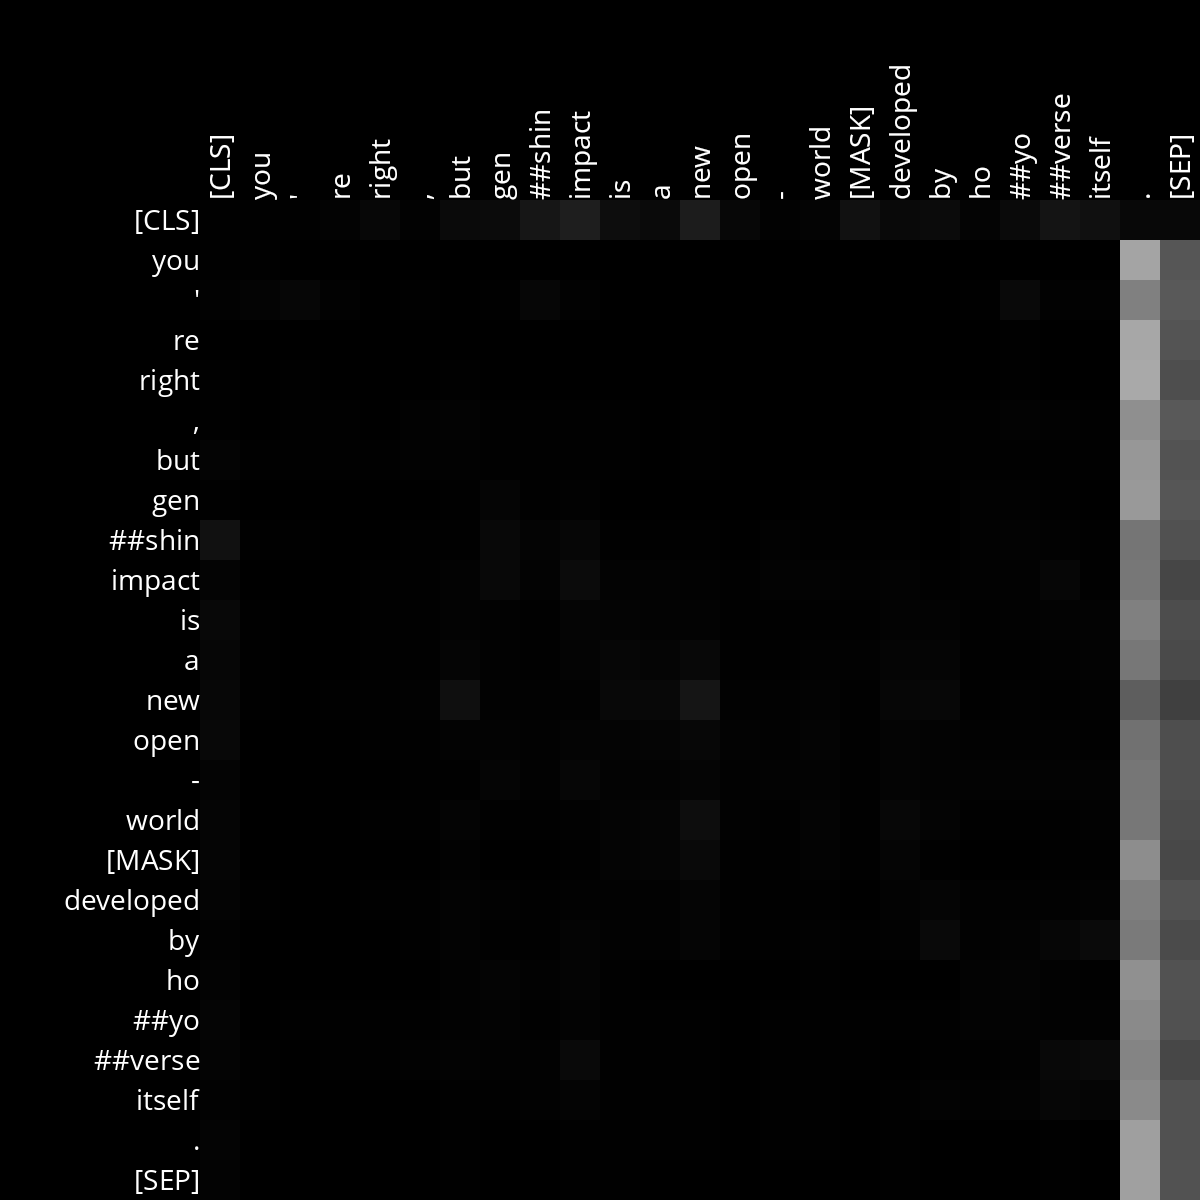 [CLS] you ' re right , but gen ##shin impact is a new open - world [MASK] developed by ho ##yo ##verse itself . [SEP]
[CLS]
you
'
re
right
,
but
gen
##shin
impact
is
a
new
open
-
world
[MASK]
developed
by
ho
##yo
##verse
itself
.
[SEP]